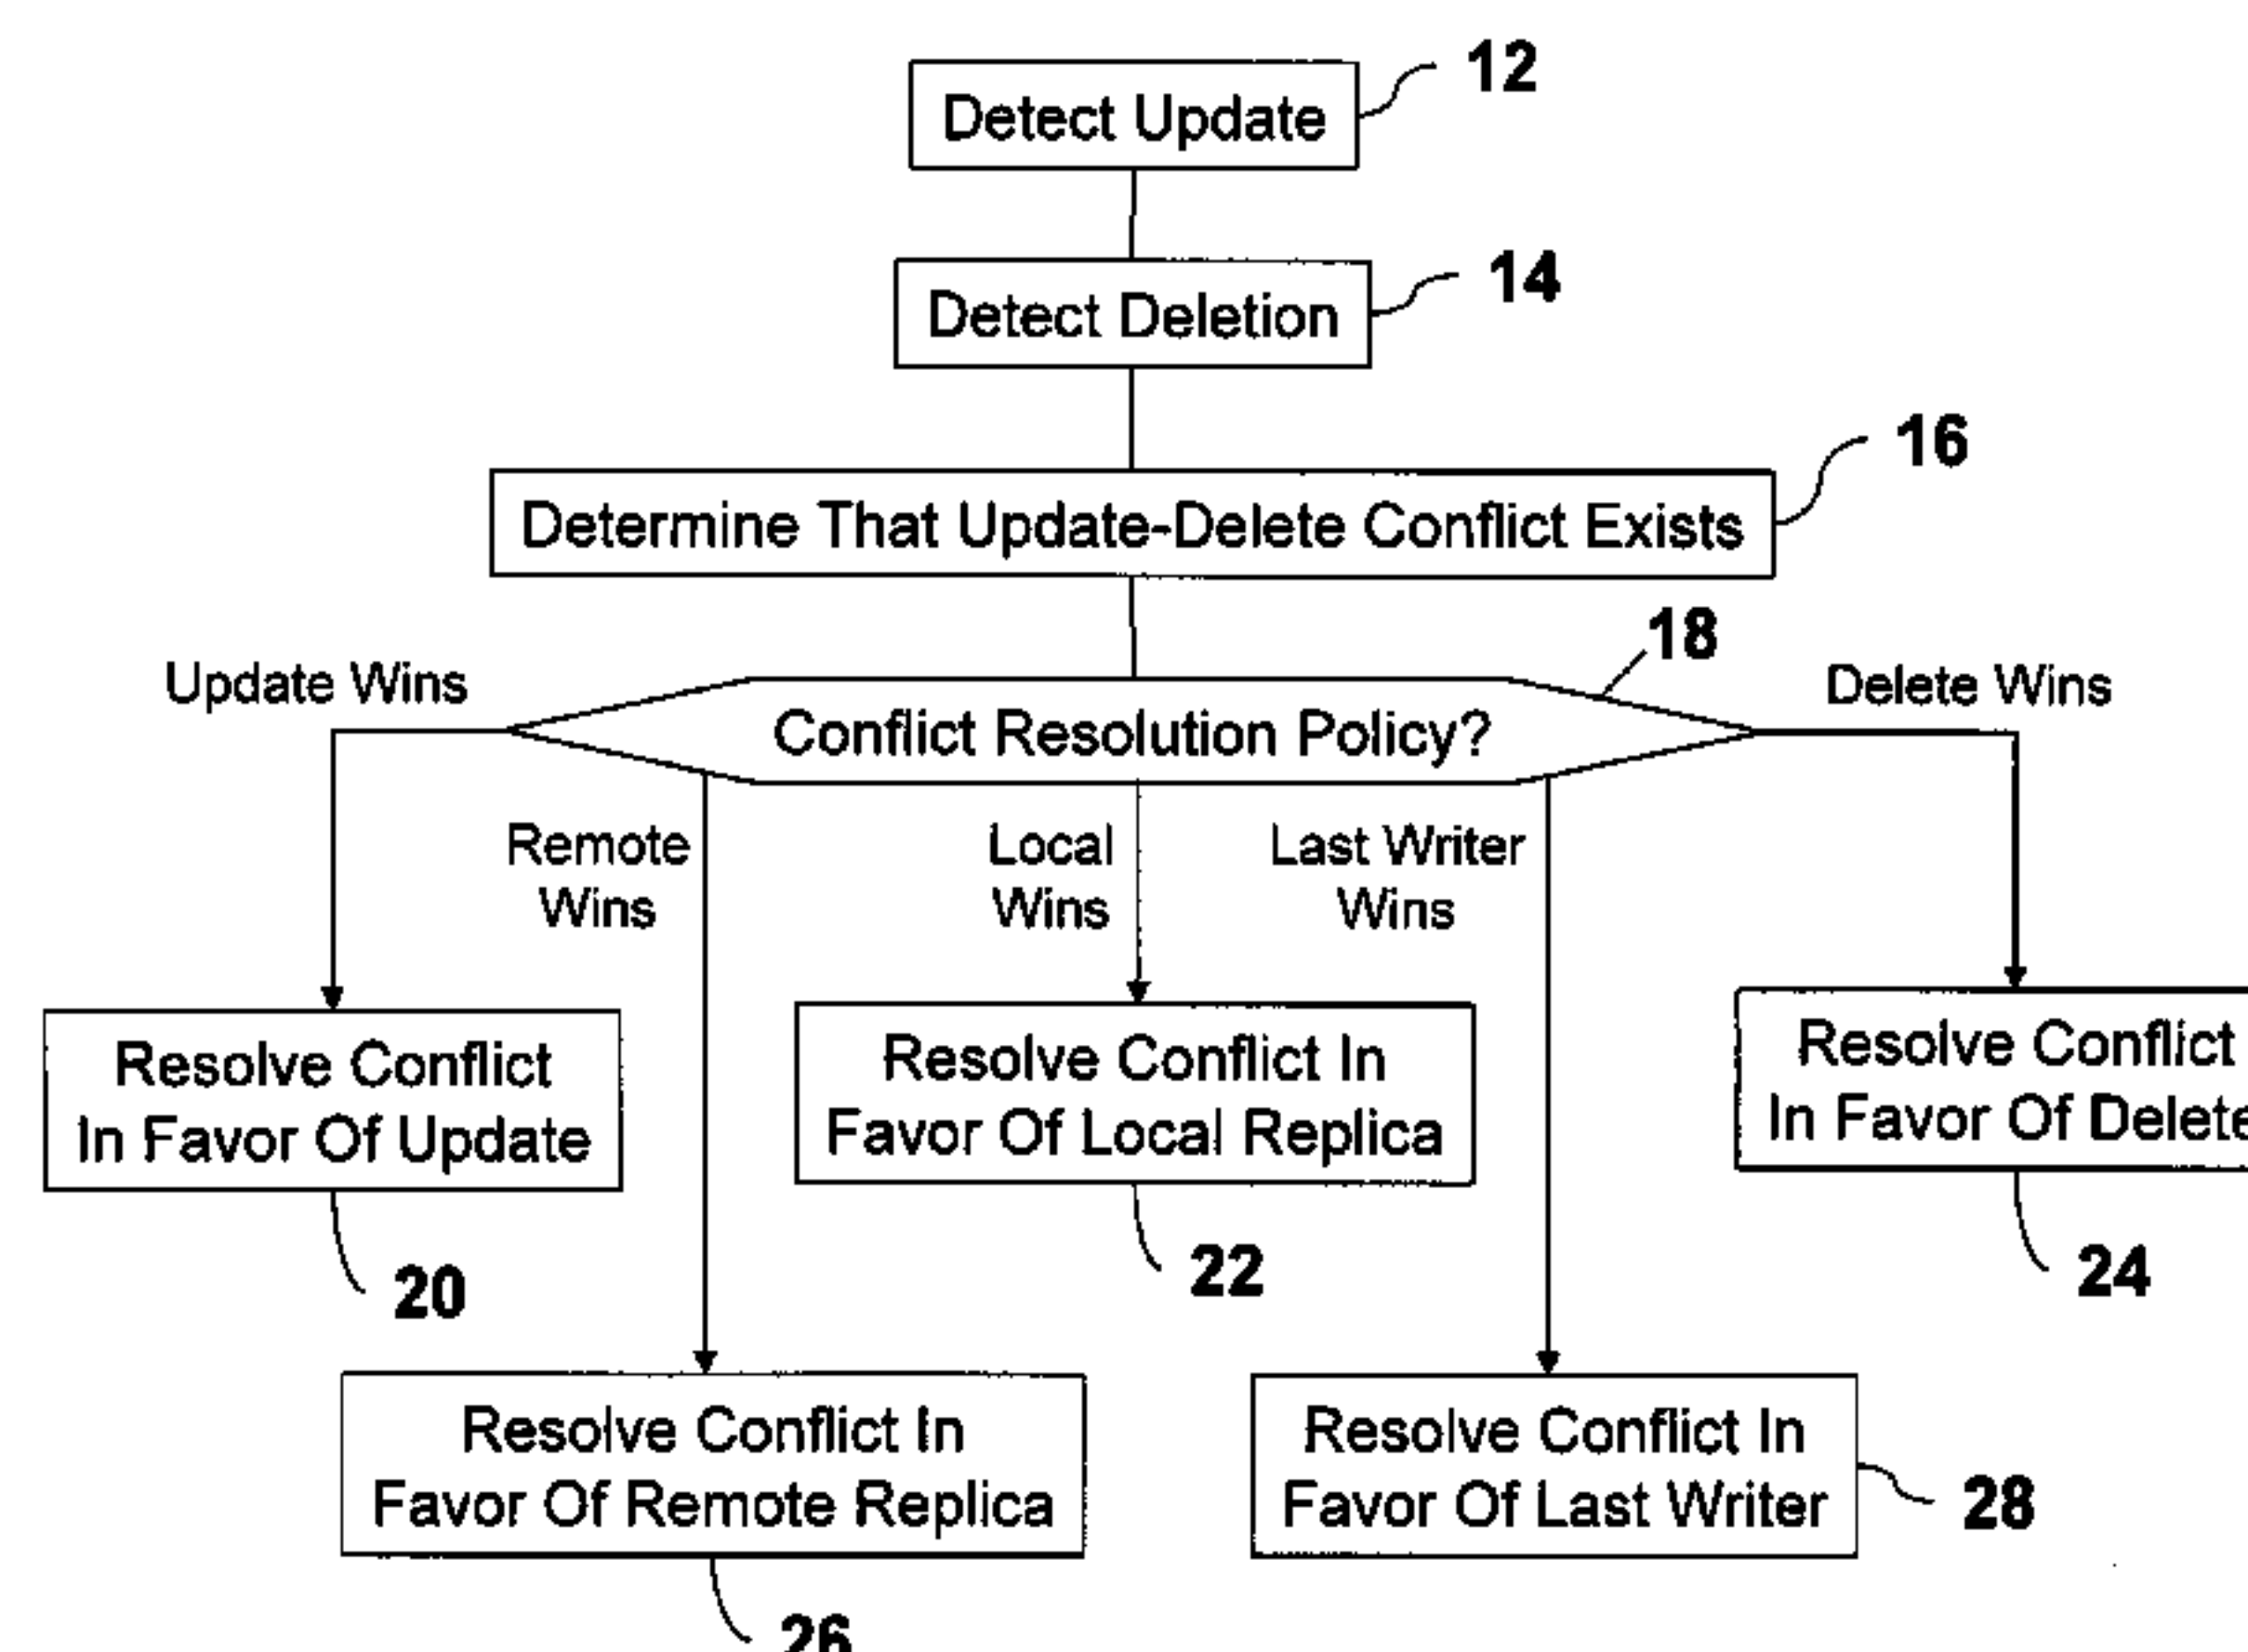 12
Detect Update
14
Detect Deletion
16
Determine That Update-Delete Conflict Exists
18
Update Wins
Delete Wins
Conflict Resolution Policy?
Remote
Wins
Local
Wins
Last Writer
Wins
Resolve Conflict
In Favor Of Update
Resolve Conflict In
Favor Of Local Replica
Resolve Conflict
In Favor Of Delete
20
22
24
Resolve Conflict In
Favor Of Remote Replica
Resolve Conflict In
Favor Of Last Writer
28
26